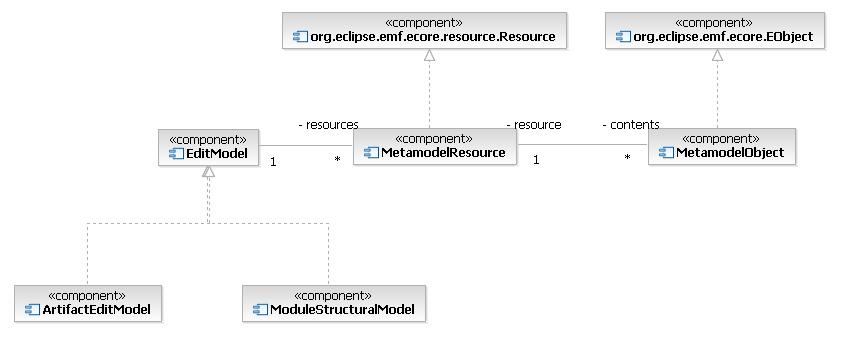 «component»
org.eclipse.emf.ecore.resource.Resource
«component»
org.eclipse.emf.ecore.EObject
- resources
- resource
- contents
«component»
EditModel
«component»
MetamodelResource
«component»
MetamodelObject
1
*
1
*
«component»
ArtifactEditModel
«component»
ModuleStructuralModel